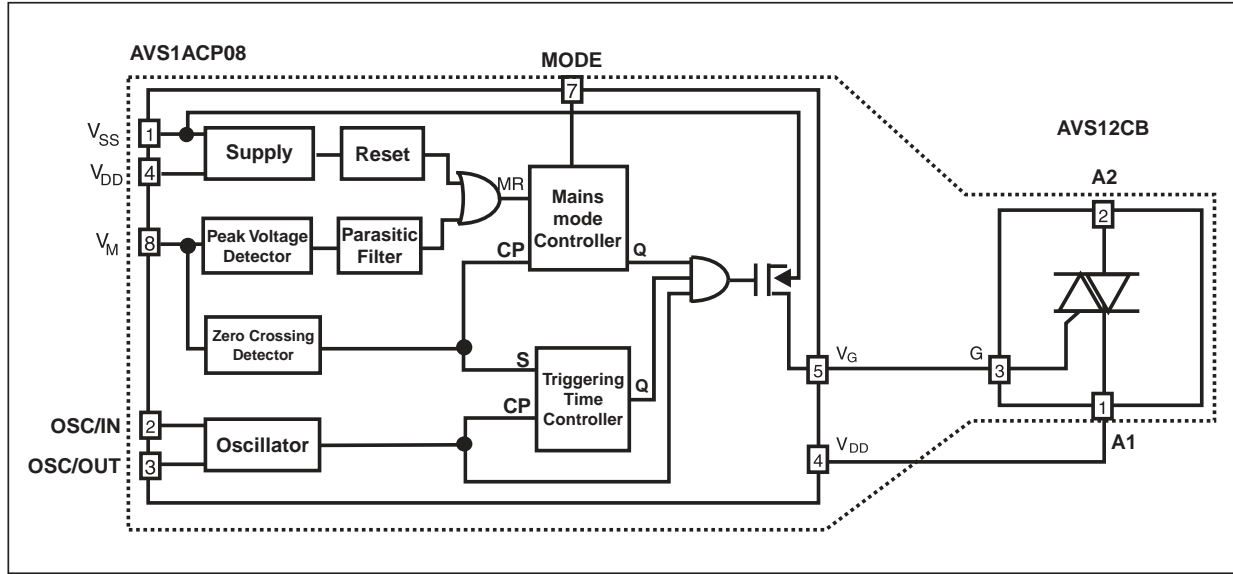 AVS1ACP08
MODE
7
AVS12CB
VSS
1
Supply
Reset
VDD
4
MR
Mains
mode
Controller
A2
2
VM
8
Peak Voltage
Detector
Parasitic
Filter
CP
Q
Zero Crossing
Detector
S
Triggering
Time
Controller
Q
CP
VG
5
G
3
OSC/IN
2
Oscillator
OSC/OUT
3
VDD
4
1
A1